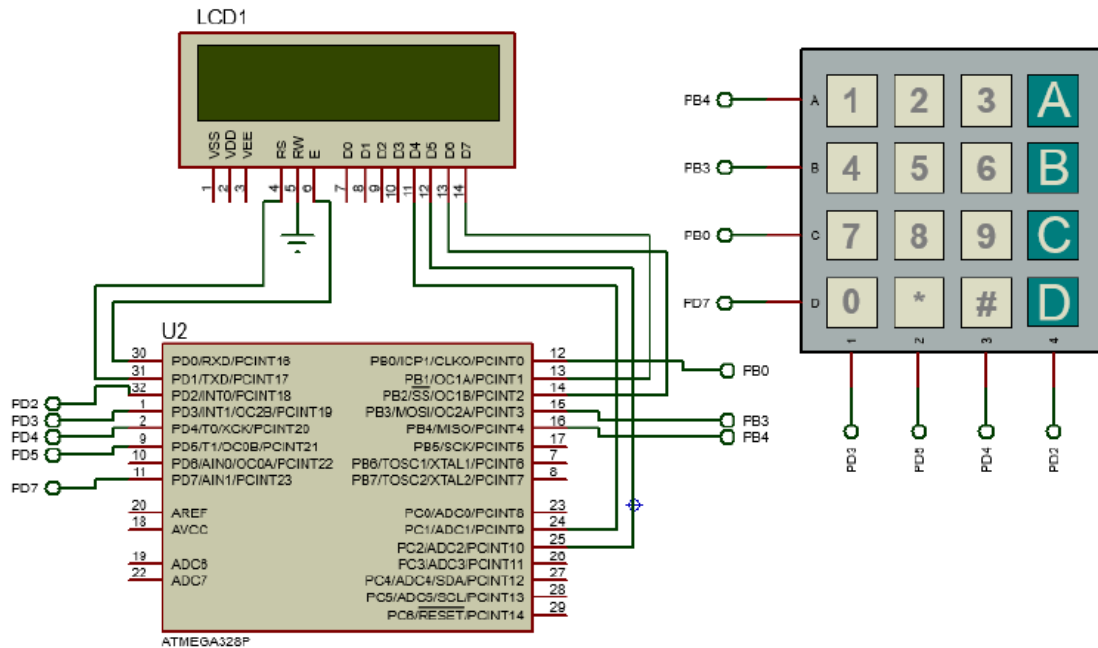 LCD1
VSS VDD VEE RS RW E D0 D1 D2 D3 D4 D5 D6 D7
1 2 3 4 5 6 7 8 9 10 11 12 13 14
PB4 A 1 2 3 A
PB3 B 4 5 6 B
PB0 C 7 8 9 C
PD7 D 0 * # D
1 2 3 4
PD3 PD5 PD4 PD2
U2
30 PD0/RXD/PCINT16 PB0/ICP1/CLKO/PCINT0 12
31 PD1/TXD/PCINT17 PB1/OC1A/PCINT1 13 PB0
32 PD2/INT0/PCINT18 PB2/SS/OC1B/PCINT2 14
PD2
1 PD3/INT1/OC2B/PCINT19 PB3/MOSI/OC2A/PCINT3 15
PD3 PB3
2 PD4/T0/XCK/PCINT20 PB4/MISO/PCINT4 16
PD4 PB4
9 PD5/T1/OC0B/PCINT21 PB5/SCK/PCINT5 17
PD5
10 PD6/AIN0/OC0A/PCINT22 PB6/TOSC1/XTAL1/PCINT6 7
11 PD7/AIN1/PCINT23 PB7/TOSC2/XTAL2/PCINT7 8
PD7
20 AREF PC0/ADC0/PCINT8 23
18 AVCC PC1/ADC1/PCINT9 24
PC2/ADC2/PCINT10 25
19 ADC6 PC3/ADC3/PCINT11 26
22 ADC7 PC4/ADC4/SDA/PCINT12 27
PC5/ADC5/SCL/PCINT13 28
PC6/RESET/PCINT14 29
ATMEGA328P